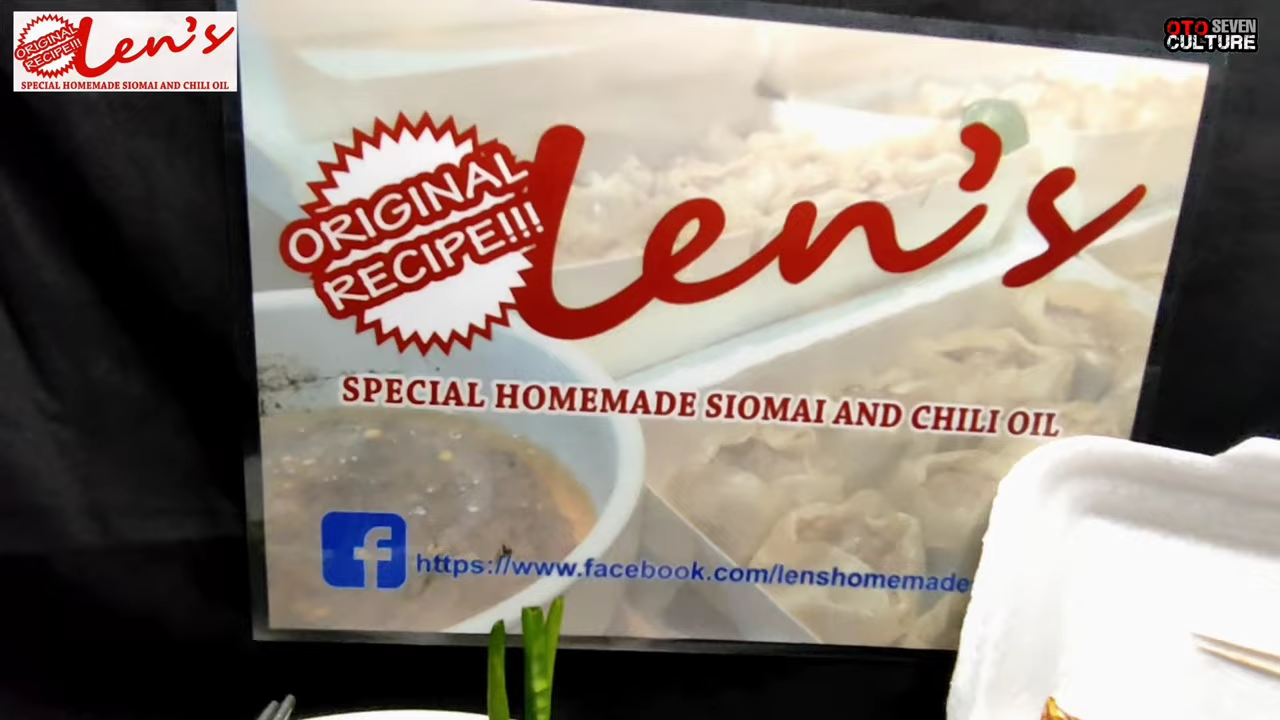 ORIGINAL
RECIPE!!!
Len's
SPECIAL HOMEMADE SIOMAI AND CHILI OIL
OTO SEVEN
CULTURE
ORIGINAL
RECIPE!!!
Len's
SPECIAL HOMEMADE SIOMAI AND CHILI OIL
f https://www.facebook.com/lenshomemade